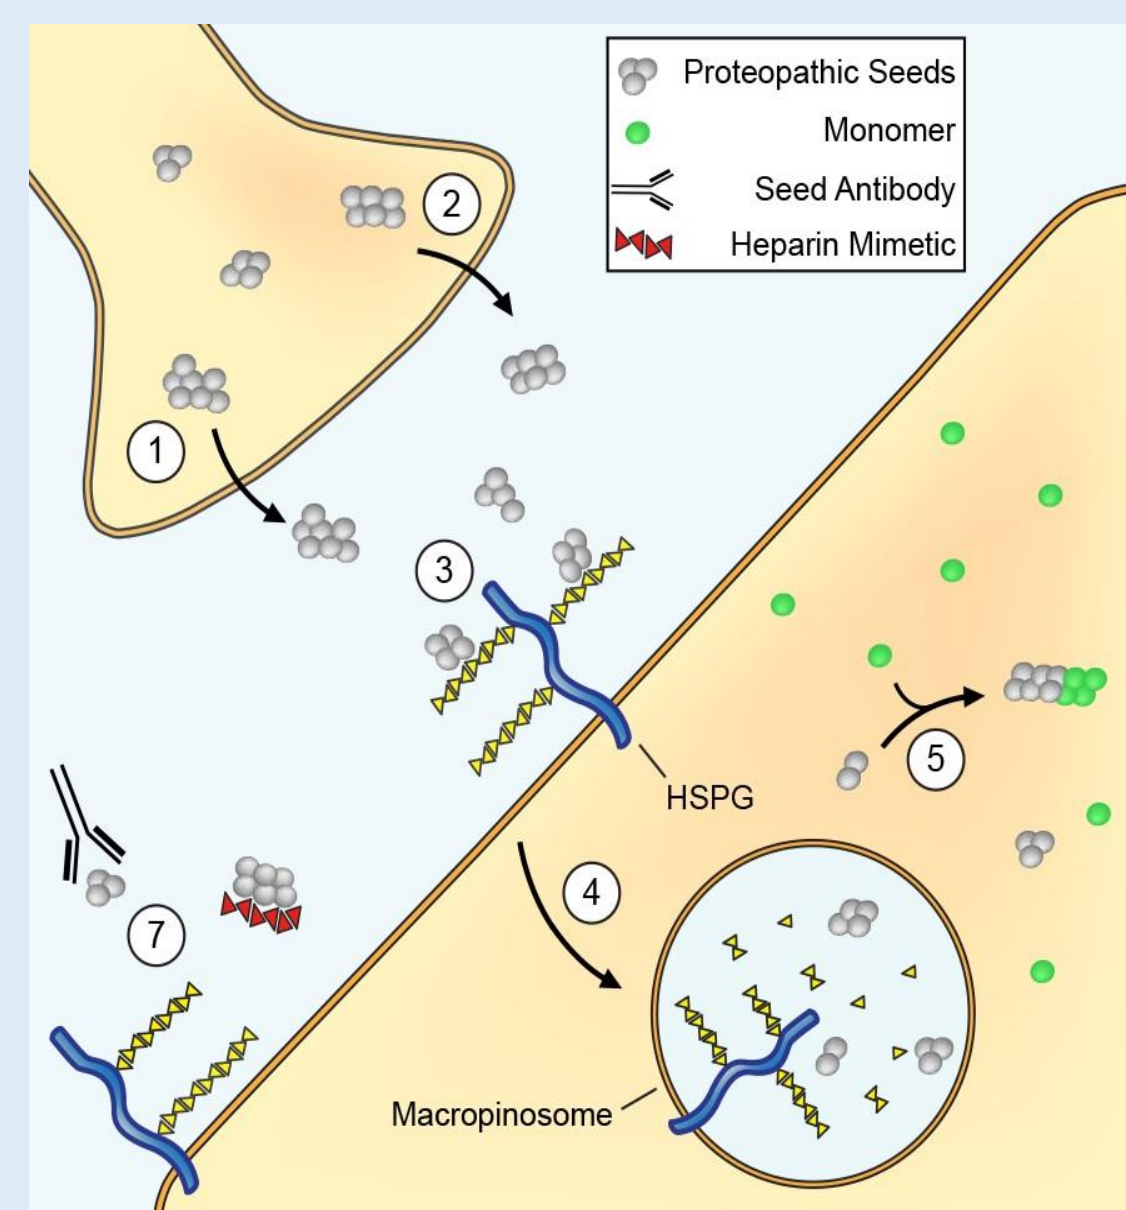 Proteopathic Seeds
Monomer
Seed Antibody
Heparin Mimetic
2
1
3
HSPG
5
4
7
Macropinosome